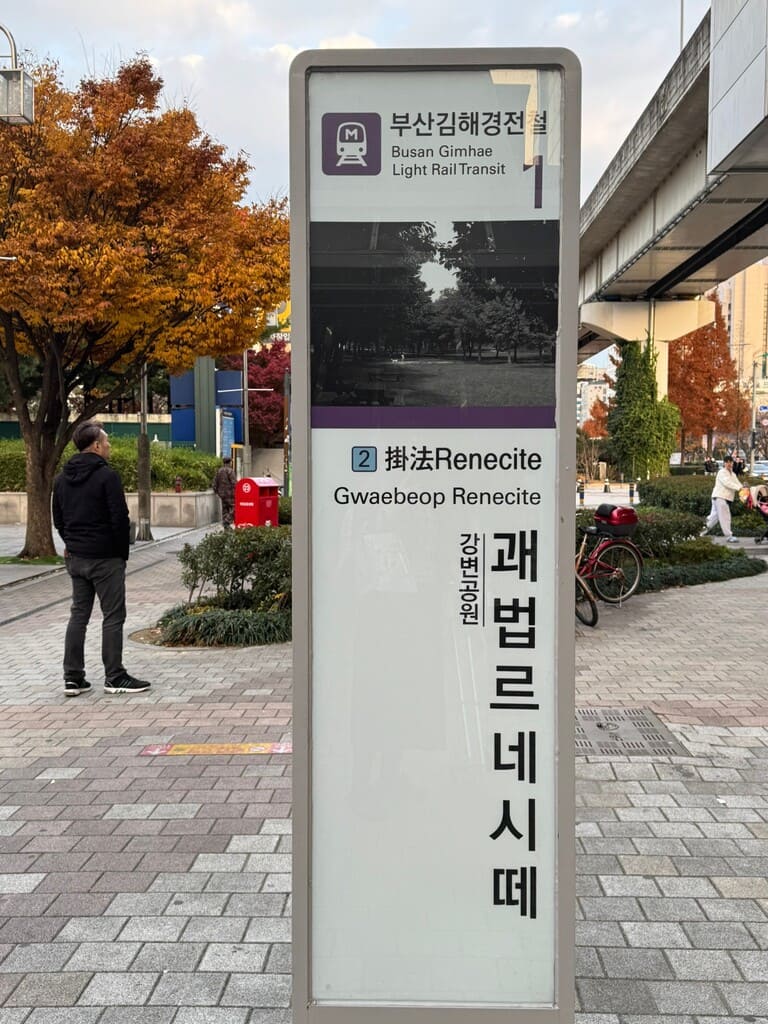 M
부산김해경전철
Busan Gimhae
Light Rail Transit
1
2 掛法Renecite
Gwaebeop Renecite
괘법르네시떼
강변공원